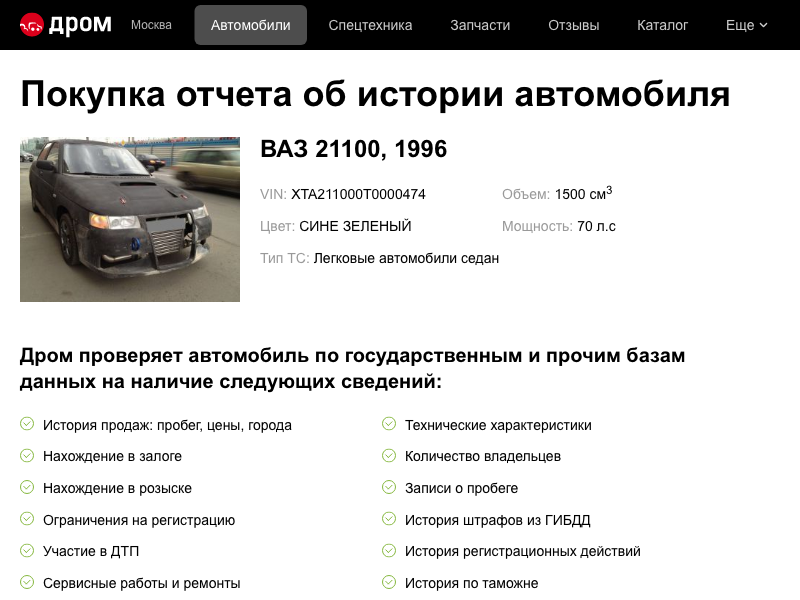 дром Москва Автомобили Спецтехника Запчасти Отзывы Каталог Еще
Покупка отчета об истории автомобиля
ВАЗ 21100, 1996
VIN: XTA211000T0000474 Объем: 1500 см³
Цвет: СИНЕ ЗЕЛЕНЫЙ Мощность: 70 л.с
Тип ТС: Легковые автомобили седан
Дром проверяет автомобиль по государственным и прочим базам
данных на наличие следующих сведений:
История продаж: пробег, цены, города
Нахождение в залоге
Нахождение в розыске
Ограничения на регистрацию
Участие в ДТП
Сервисные работы и ремонты
Технические характеристики
Количество владельцев
Записи о пробеге
История штрафов из ГИБДД
История регистрационных действий
История по таможне